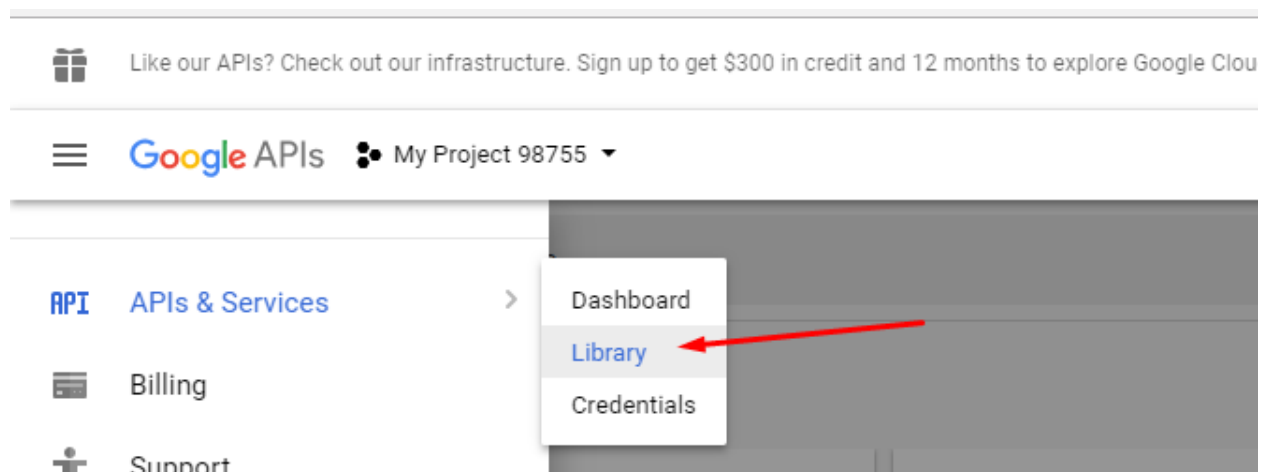 Like our APIs? Check out our infrastructure. Sign up to get $300 in credit and 12 months to explore Google Clou
Google APIs My Project 98755
API APIs & Services
Dashboard
Library
Credentials
Billing
Support